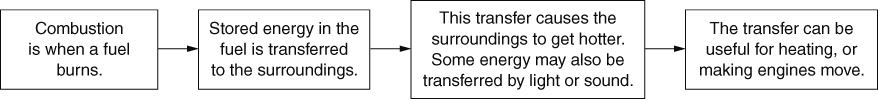 Combustion
is when a fuel
burns.
Stored energy in the
fuel is transferred
to the surroundings.
This transfer causes the
surroundings to get hotter.
Some energy may also be
transferred by light or sound.
The transfer can be
useful for heating, or
making engines move.